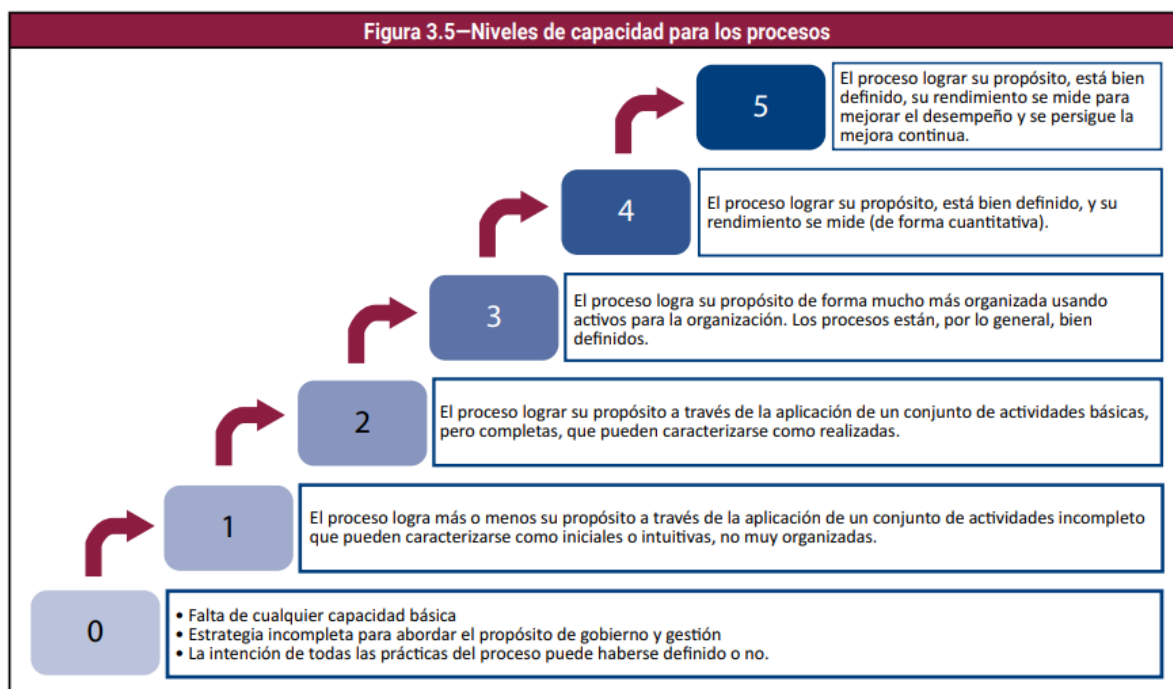 Figura 3.5—Niveles de capacidad para los procesos
5
El proceso lograr su propósito, está bien
definido, su rendimiento se mide para
mejorar el desempeño y se persigue la
mejora continua.
4
El proceso lograr su propósito, está bien definido, y su
rendimiento se mide (de forma cuantitativa).
3
El proceso logra su propósito de forma mucho más organizada usando
activos para la organización. Los procesos están, por lo general, bien
definidos.
2
El proceso lograr su propósito a través de la aplicación de un conjunto de actividades básicas,
pero completas, que pueden caracterizarse como realizadas.
1
El proceso logra más o menos su propósito a través de la aplicación de un conjunto de actividades incompleto
que pueden caracterizarse como iniciales o intuitivas, no muy organizadas.
0
• Falta de cualquier capacidad básica
• Estrategia incompleta para abordar el propósito de gobierno y gestión
• La intención de todas las prácticas del proceso puede haberse definido o no.